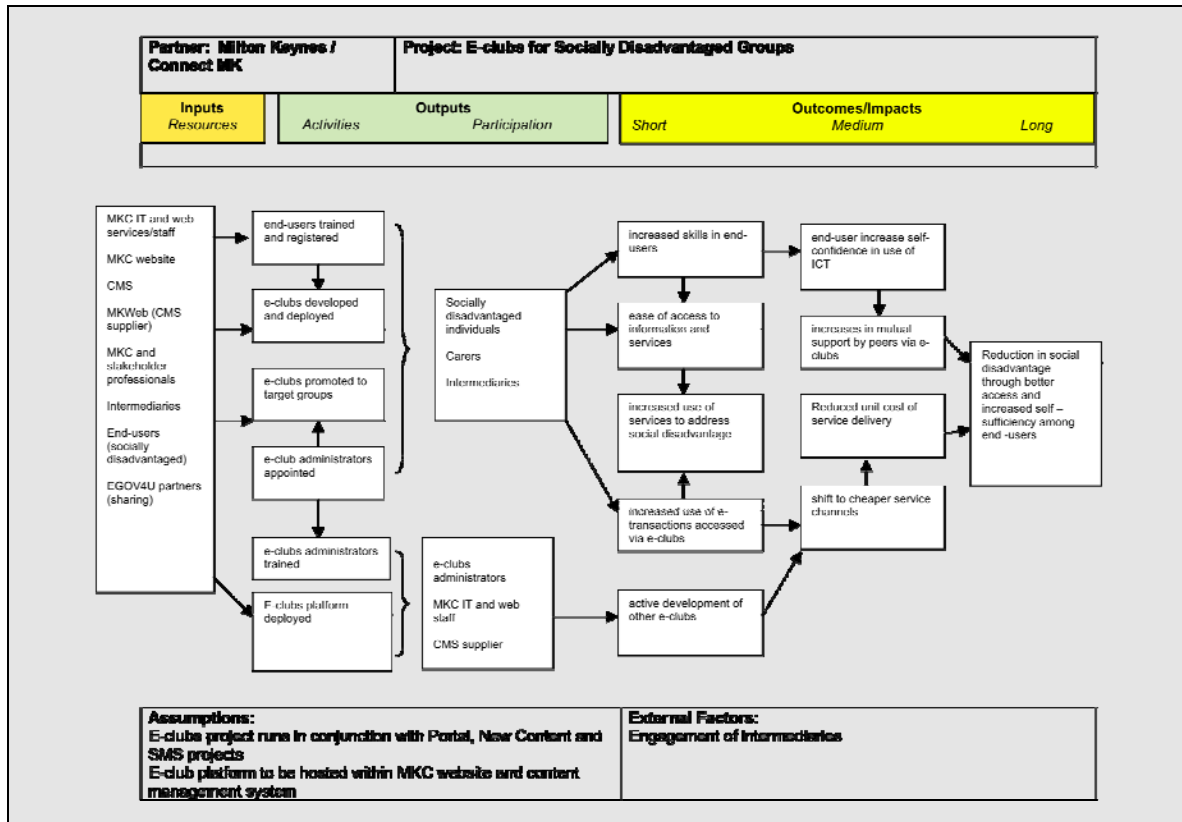 Partner: Milton Keynes /
Connect MK
Project: E-clubs for Socially Disadvantaged Groups
Inputs
Resources
Outputs
Activities Participation
Outcomes/Impacts
Short Medium Long
MKC IT and web
services/staff
MKC website
CMS
MKWeb (CMS
supplier)
MKC and
stakeholder
professionals
Intermediaries
End-users
(socially
disadvantaged)
EGOV4U partners
(sharing)
end-users trained
and registered
e-clubs developed
and deployed
e-clubs promoted to
target groups
e-club administrators
appointed
e-clubs administrators
trained
E-clubs platform
deployed
Socially
disadvantaged
individuals
Carers
Intermediaries
e-clubs
administrators
MKC IT and web
staff
CMS supplier
increased skills in end-
users
ease of access to
information and
services
increased use of
services to address
social disadvantage
increased use of e-
transactions accessed
via e-clubs
active development of
other e-clubs
end-user increase self-
confidence in use of
ICT
increases in mutual
support by peers via e-
clubs
Reduced unit cost of
service delivery
shift to cheaper service
channels
Reduction in social
disadvantage
through better
access and
increased self –
sufficiency among
end -users
Assumptions:
E-clubs project runs in conjunction with Portal, New Content and
SMS projects
E-club platform to be hosted within MKC website and content
management system
External Factors:
Engagement of Intermediaries